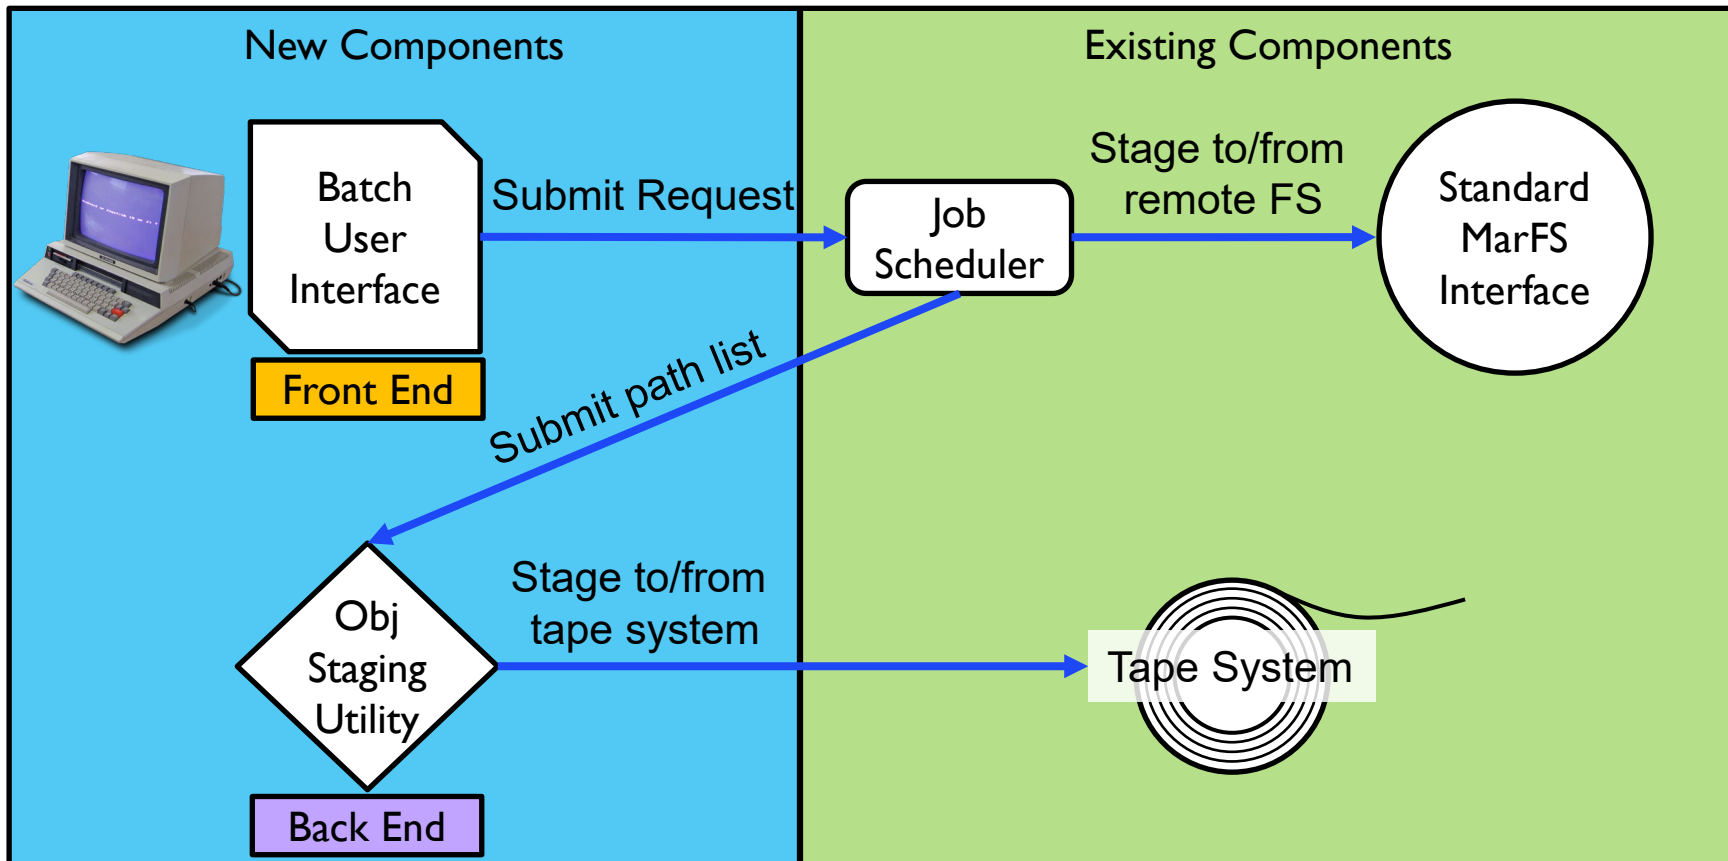 New Components
Existing Components
Batch
User
Interface
Front End
Submit Request
Job
Scheduler
Stage to/from
remote FS
Standard
MarFS
Interface
Submit path list
Obj
Staging
Utility
Back End
Stage to/from
tape system
Tape System